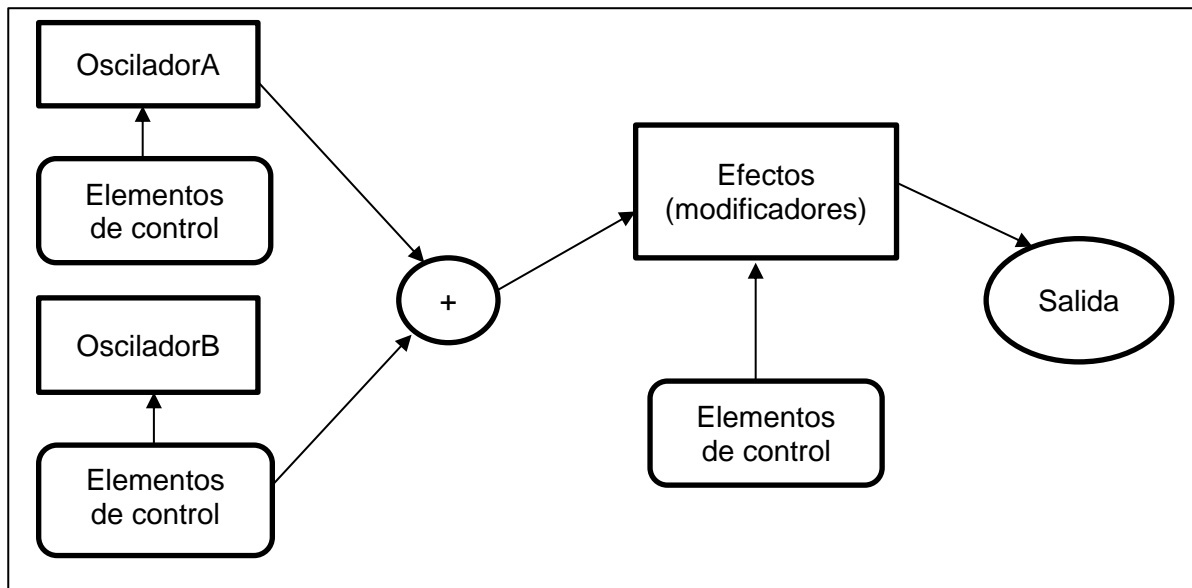 OsciladorA
Elementos
de control
OsciladorB
Elementos
de control
+
Efectos
(modificadores)
Elementos
de control
Salida